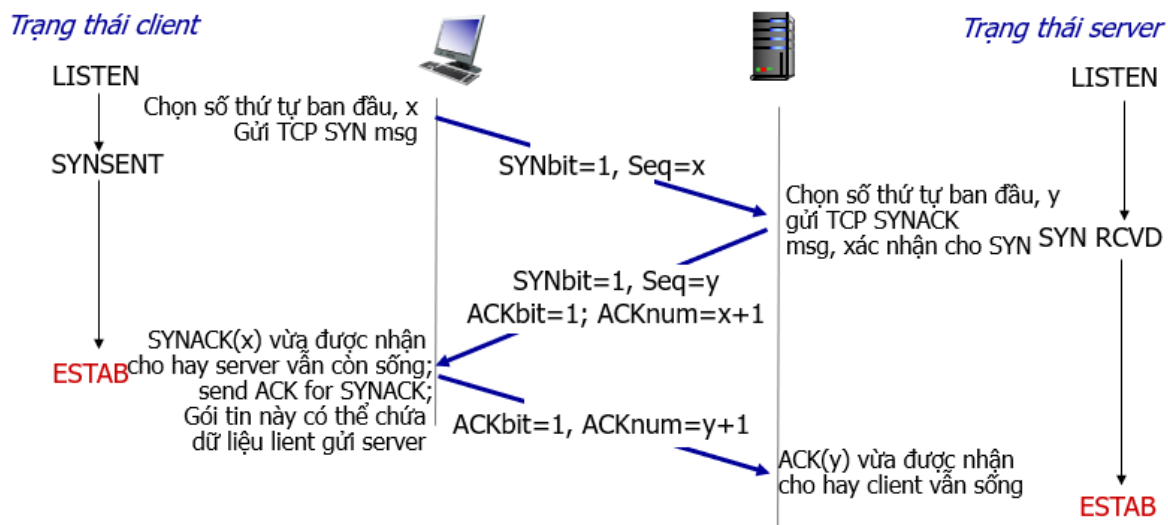 Trạng thái client
Trạng thái server
LISTEN
LISTEN
Chọn số thứ tự ban đầu, x
Gửi TCP SYN msg
SYNSENT
SYNbit=1, Seq=x
Chọn số thứ tự ban đầu, y
gửi TCP SYNACK
msg, xác nhận cho SYN
SYN RCVD
SYNbit=1, Seq=y
ACKbit=1; ACKnum=x+1
SYNACK(x) vừa được nhận
cho hay server vẫn còn sống;
send ACK for SYNACK;
Gói tin này có thể chứa
dữ liệu lient gửi server
ESTAB
ACKbit=1, ACKnum=y+1
ACK(y) vừa được nhận
cho hay client vẫn sống
ESTAB